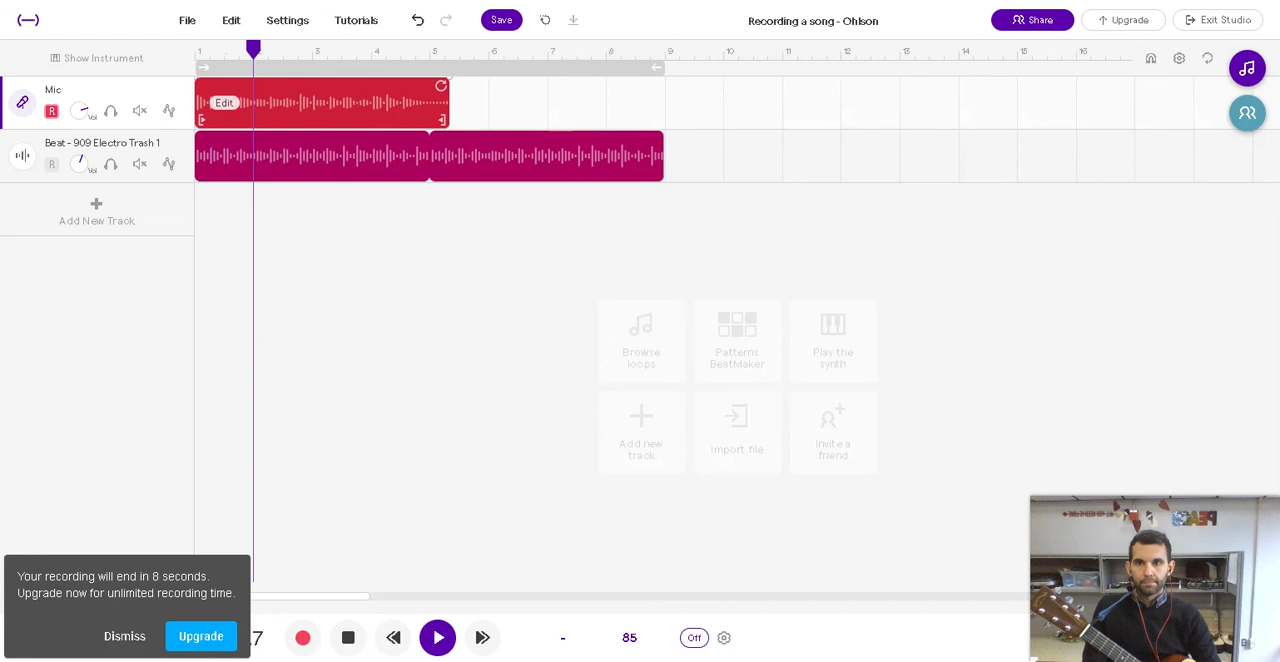 File Edit Settings Tutorials Save Recording a song - Ohlson Share Upgrade Exit Studio
Show Instrument
1 3 4 5 6 7 8 9 10 11 12 13 14 15 16
Mic
R Vol
Edit
Beat - 909 Electro Trash 1
R Vol
Add New Track
Browse loops
Patterns BeatMaker
Play the synth
Add new track
Import file
Invite a friend
Your recording will end in 8 seconds.
Upgrade now for unlimited recording time.
Dismiss Upgrade
- 85 Off